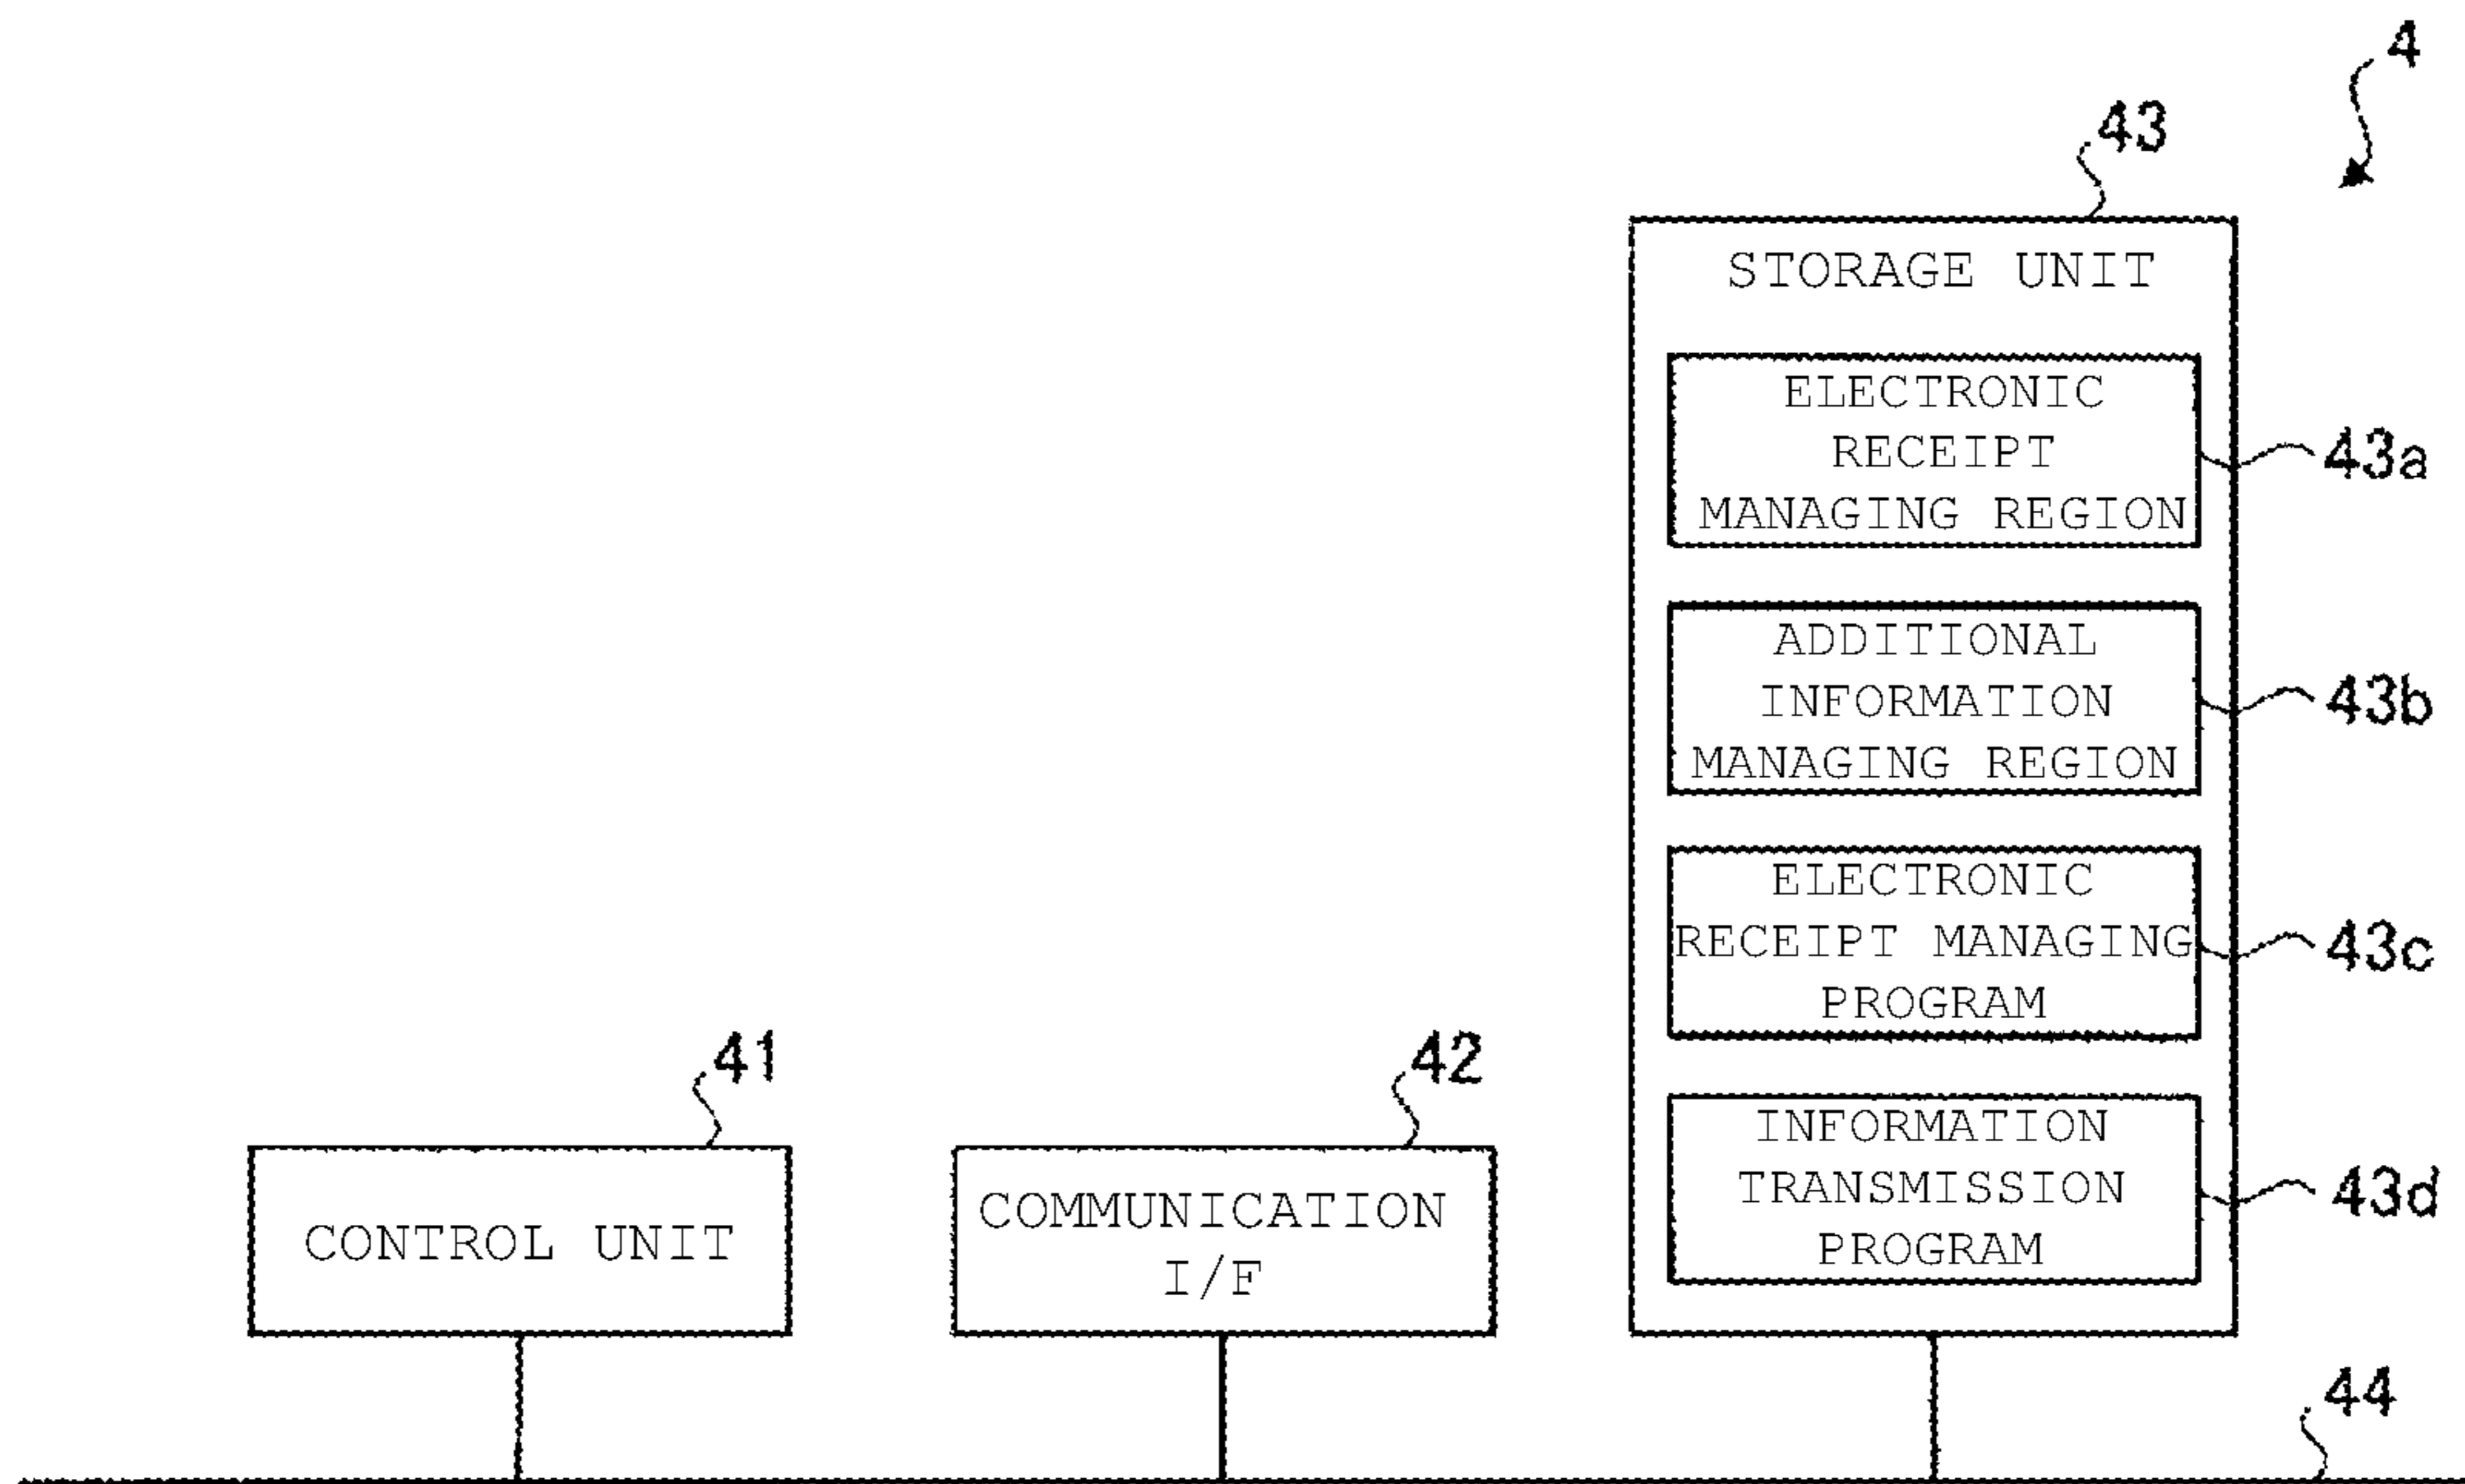 4
43
STORAGE UNIT
ELECTRONIC
RECEIPT
MANAGING REGION
43a
ADDITIONAL
INFORMATION
MANAGING REGION
43b
ELECTRONIC
RECEIPT MANAGING
PROGRAM
43c
INFORMATION
TRANSMISSION
PROGRAM
43d
41
CONTROL UNIT
42
COMMUNICATION
I/F
44